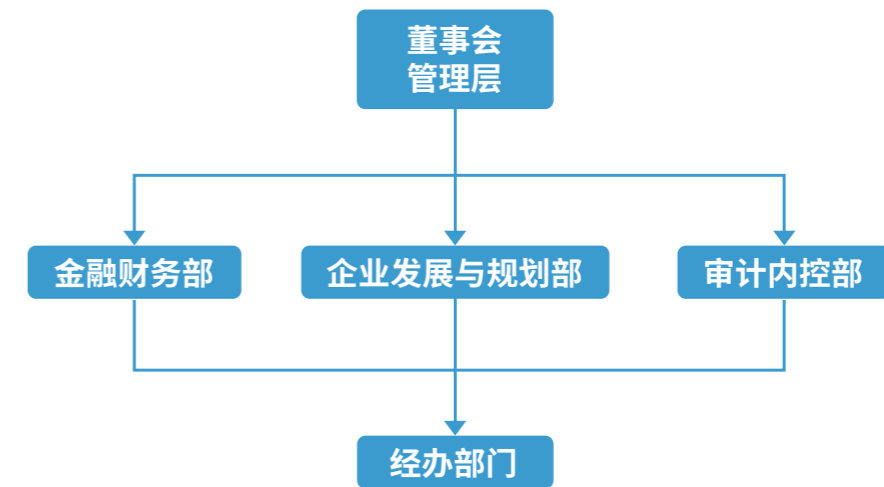 董事会
管理层
金融财务部
企业发展与规划部
审计内控部
经办部门